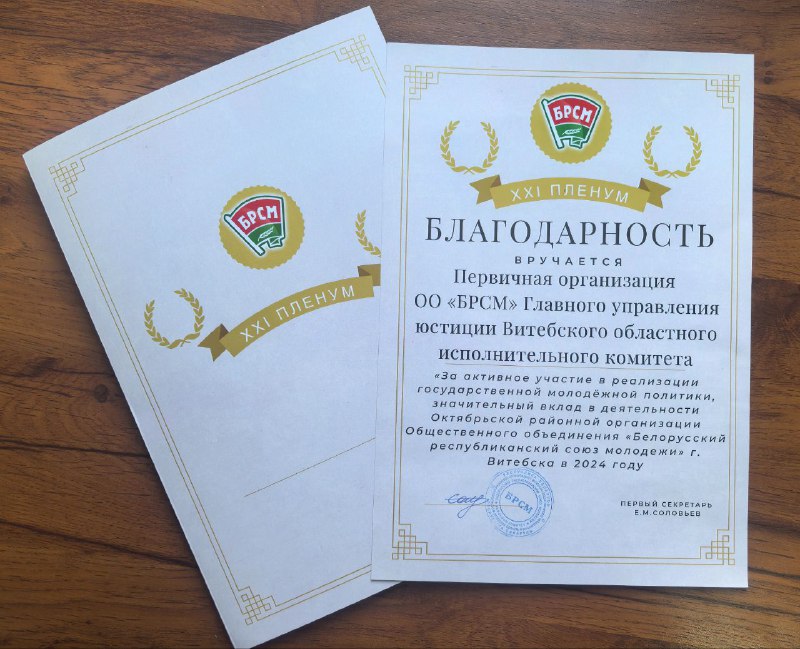 БРСМ
XXI ПЛЕНУМ
БРСМ
XXI ПЛЕНУМ
БЛАГОДАРНОСТЬ
ВРУЧАЕТСЯ
Первичная организация
ОО «БРСМ» Главного управления
юстиции Витебского областного
исполнительного комитета
«За активное участие в реализации
государственной молодёжной политики,
значительный вклад в деятельности
Октябрьской районной организации
Общественного объединения «Белорусский
республиканский союз молодежи» г.
Витебска в 2024 году
БРСМ
ПЕРВЫЙ СЕКРЕТАРЬ
Е.М.СОЛОВЬЕВ